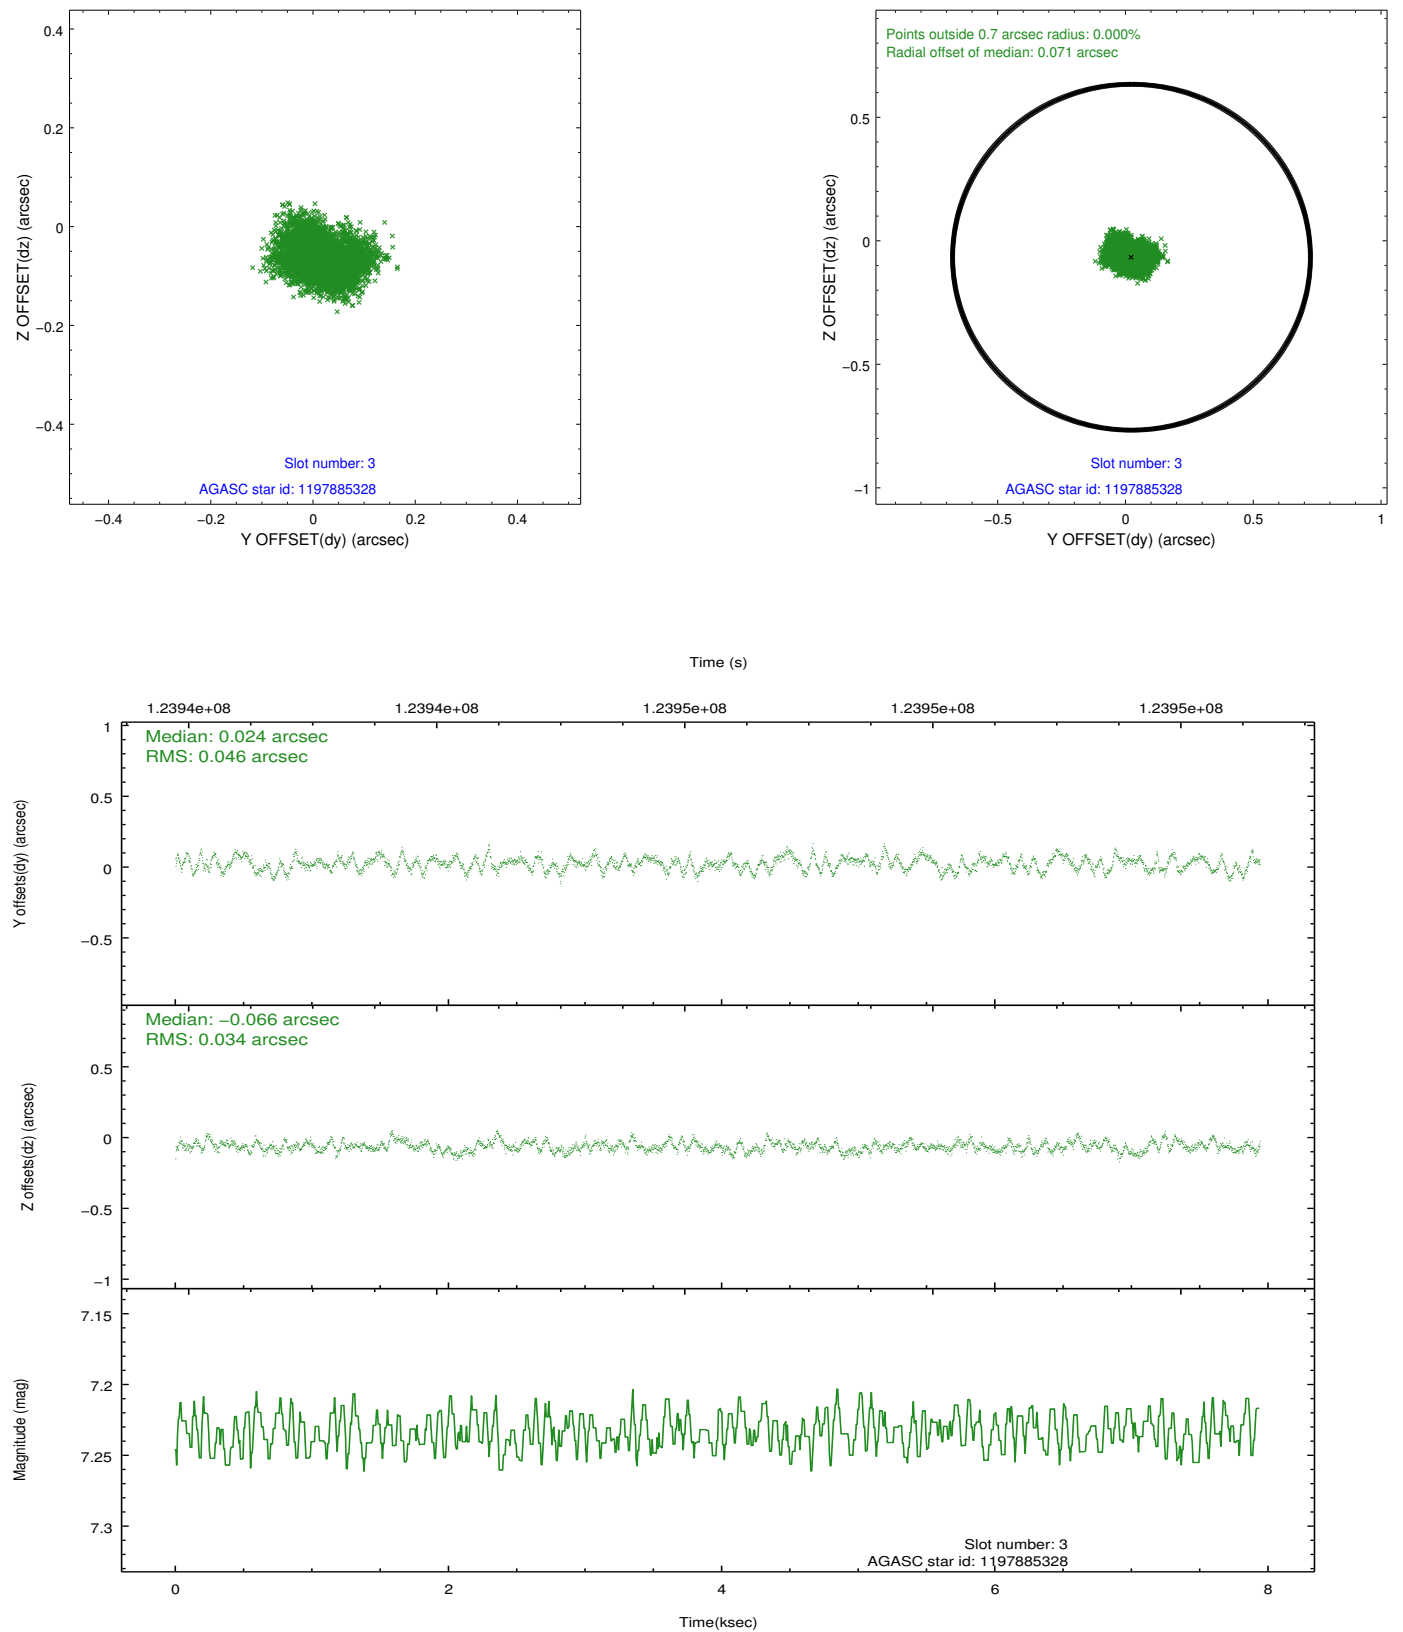 0.4
0.2
0
−0.2
−0.4
Z OFFSET(dz) (arcsec)
Slot number: 3
AGASC star id: 1197885328
−0.4 −0.2 0 0.2 0.4
Y OFFSET(dy) (arcsec)
Points outside 0.7 arcsec radius: 0.000%
Radial offset of median: 0.071 arcsec
0.5
0
−0.5
−1
Z OFFSET(dz) (arcsec)
Slot number: 3
AGASC star id: 1197885328
−0.5 0 0.5 1
Y OFFSET(dy) (arcsec)
Time (s)
1.2394e+08 1.2394e+08 1.2395e+08 1.2395e+08 1.2395e+08
Median: 0.024 arcsec
RMS: 0.046 arcsec
1
0.5
0
−0.5
Y offsets(dy) (arcsec)
Median: −0.066 arcsec
RMS: 0.034 arcsec
0.5
0
−0.5
−1
Z offsets(dz) (arcsec)
7.15
7.2
7.25
7.3
Magnitude (mag)
Slot number: 3
AGASC star id: 1197885328
0 2 4 6 8
Time(ksec)